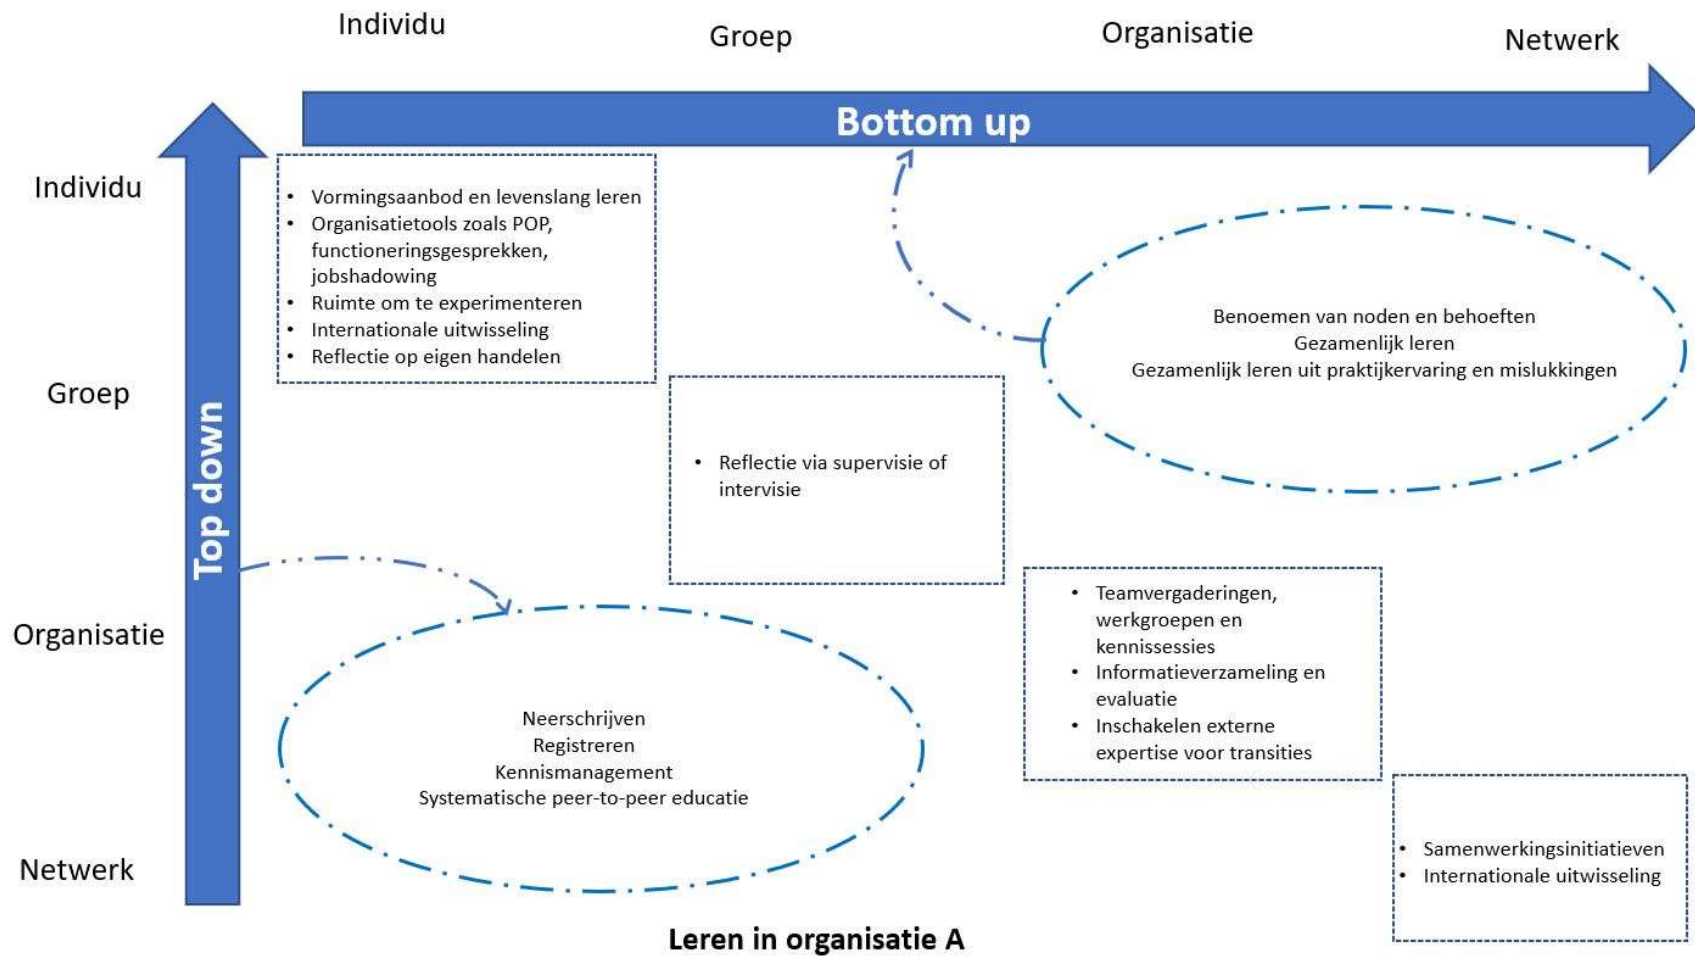 Individu
Groep
Organisatie
Netwerk
Bottom up
Top down
Individu
Groep
Organisatie
Netwerk
• Vormingsaanbod en levenslang leren
• Organisatietools zoals POP,
functioneringsgesprekken,
jobshadowing
• Ruimte om te experimenteren
• Internationale uitwisseling
• Reflectie op eigen handelen
Benoemen van noden en behoeften
Gezamenlijk leren
Gezamenlijk leren uit praktijkervaring en mislukkingen
• Reflectie via supervisie of
intervisie
• Teamvergaderingen,
werkgroepen en
kennissessies
• Informatieverzameling en
evaluatie
• Inschakelen externe
expertise voor transities
Neerschrijven
Registreren
Kennismanagement
Systematische peer-to-peer educatie
• Samenwerkingsinitiatieven
• Internationale uitwisseling
Leren in organisatie A